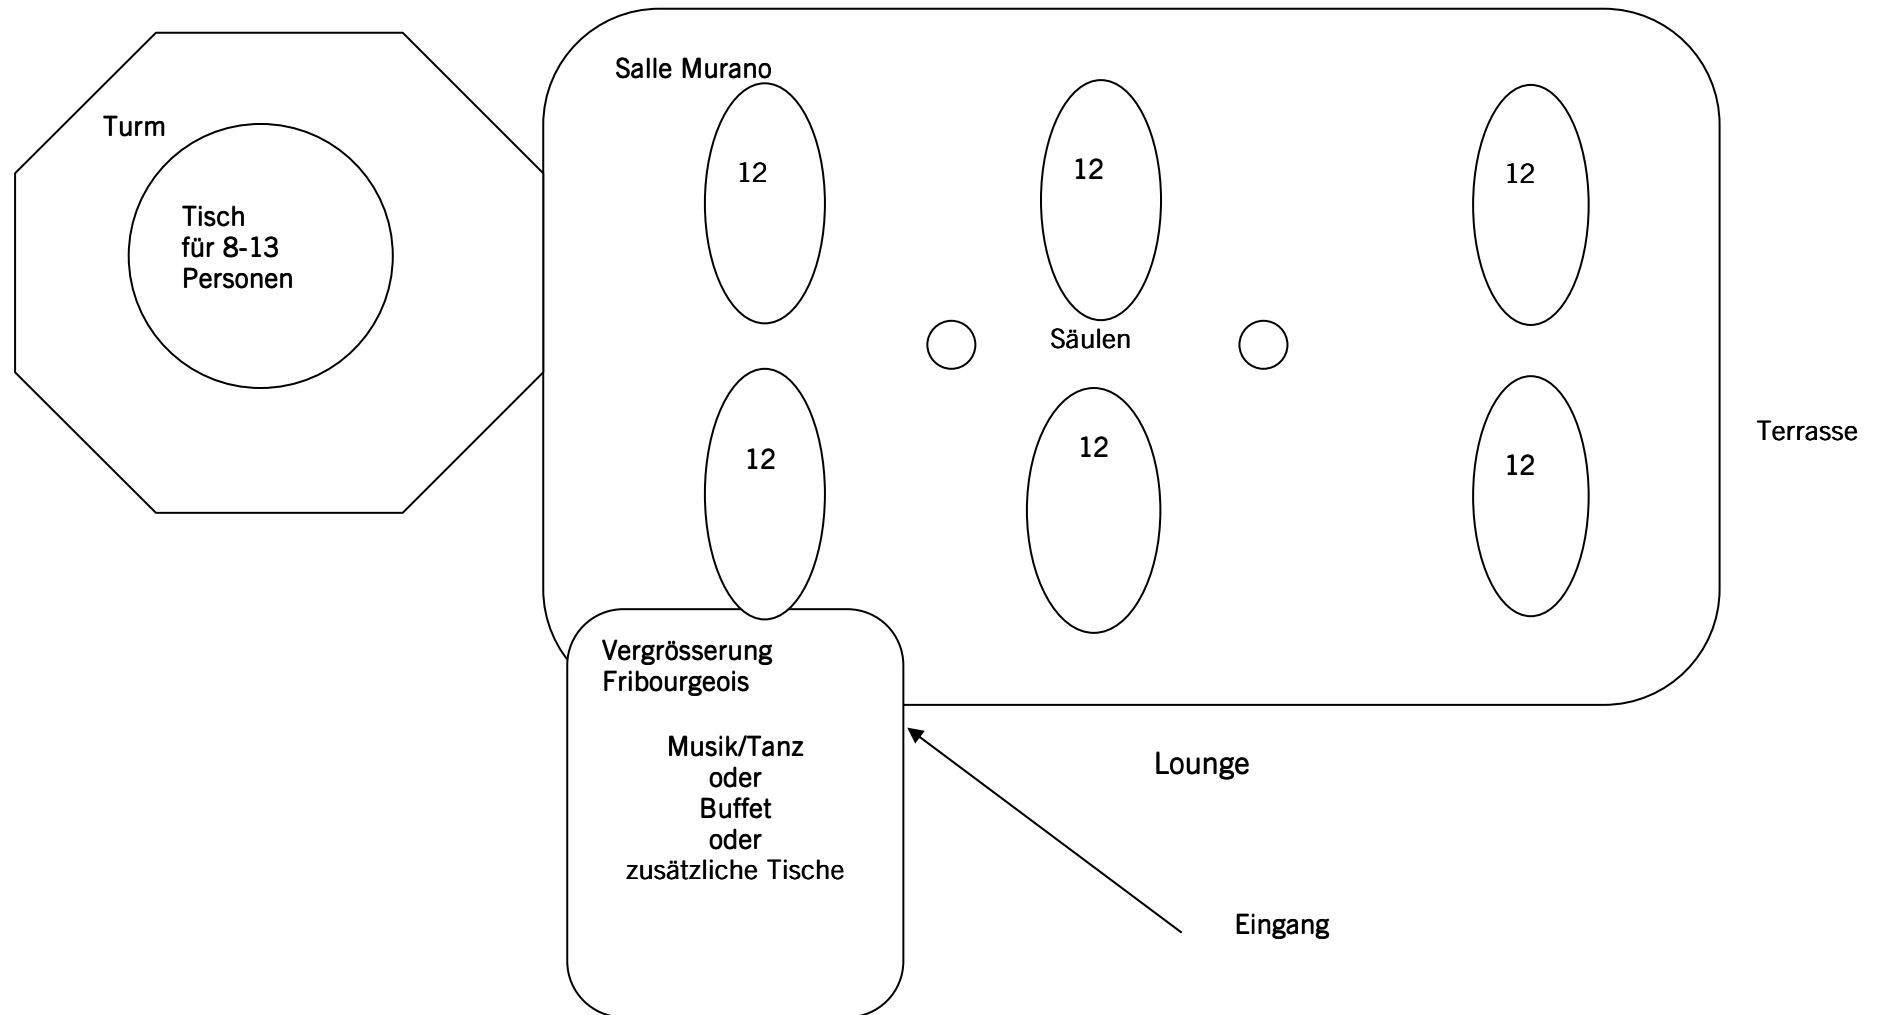 Salle Murano
Turm
Tisch
für 8-13
Personen
12
12
12
Säulen
12
12
12
Terrasse
Vergrösserung
Fribourgeois
Musik/Tanz
oder
Buffet
oder
zusätzliche Tische
Lounge
Eingang